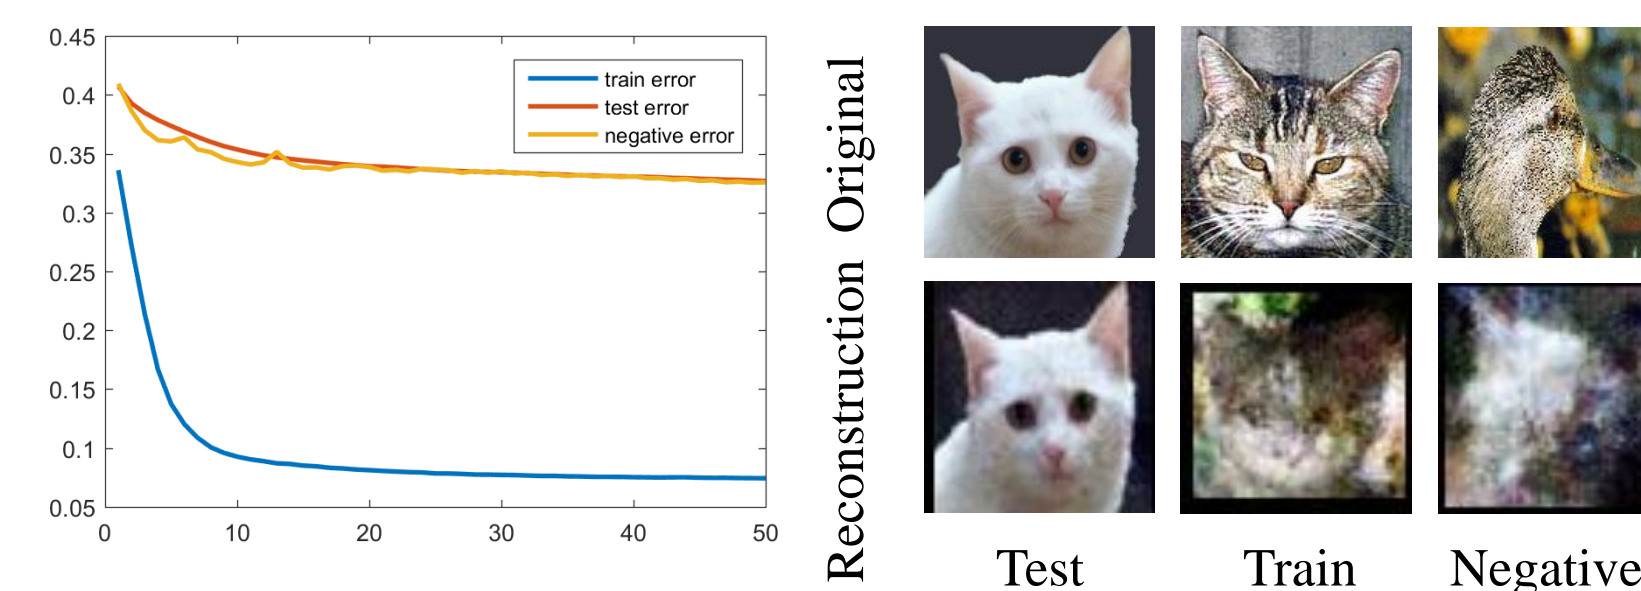 0.45
0.4
0.35
0.3
0.25
0.2
0.15
0.1
0.05
0
10
20
30
40
50
train error
test error
negative error
Original
Reconstruction
Test
Train
Negative